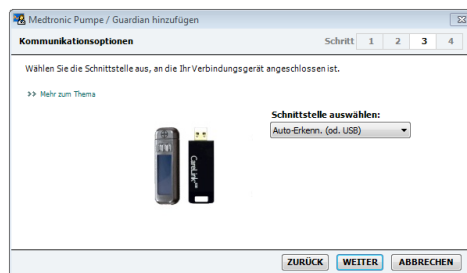 Medtronic Pumpe / Guardian hinzufügen
Kommunikationsoptionen Schritt 1 2 3 4
Wählen Sie die Schnittstelle aus, an die Ihr Verbindungsgerät angeschlossen ist.
>> Mehr zum Thema
Schnittstelle auswählen:
Auto-Erkenn. (od. USB)
CareLink
ZURÜCK WEITER ABBRECHEN